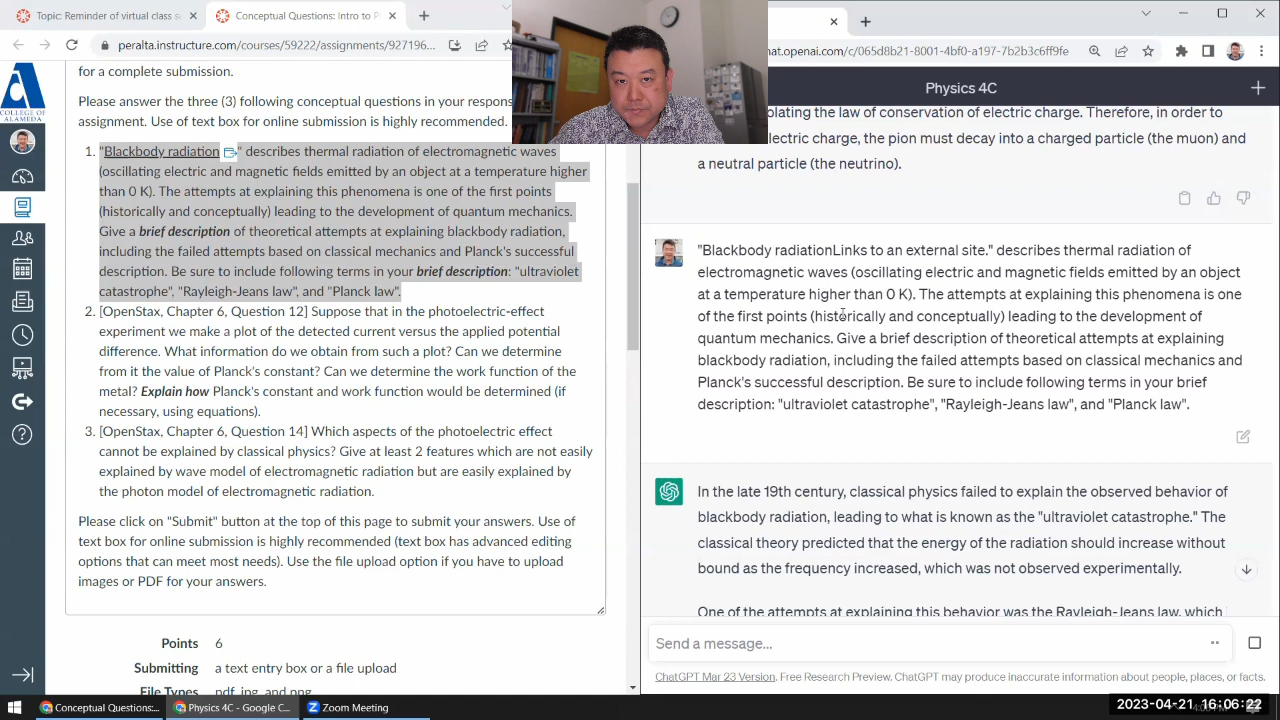 Topic: Reminder of virtual class s
Conceptual Questions: Intro to P
peralta.instructure.com/courses/59222/assignments/927196...
hat.openai.com/c/065d8b21-8001-4bf0-a197-7b2b3c6ff9fe
COLLEGE OF
ALAMEDA
for a complete submission.
Please answer the three (3) following conceptual questions in your respons
assignment. Use of text box for online submission is highly recommended.
1. "Blackbody radiation" describes thermal radiation of electromagnetic waves
(oscillating electric and magnetic fields emitted by an object at a temperature higher
than 0 K). The attempts at explaining this phenomena is one of the first points
(historically and conceptually) leading to the development of quantum mechanics.
Give a brief description of theoretical attempts at explaining blackbody radiation,
including the failed attempts based on classical mechanics and Planck's successful
description. Be sure to include following terms in your brief description: "ultraviolet
catastrophe", "Rayleigh-Jeans law", and "Planck law".
2. [OpenStax, Chapter 6, Question 12] Suppose that in the photoelectric-effect
experiment we make a plot of the detected current versus the applied potential
difference. What information do we obtain from such a plot? Can we determine
from it the value of Planck's constant? Can we determine the work function of the
metal? Explain how Planck's constant and work function would be determined (if
necessary, using equations).
3. [OpenStax, Chapter 6, Question 14] Which aspects of the photoelectric effect
cannot be explained by classical physics? Give at least 2 features which are not easily
explained by wave model of electromagnetic radiation but are easily explained by
the photon model of electromagnetic radiation.
Please click on "Submit" button at the top of this page to submit your answers. Use of
text box for online submission is highly recommended (text box has advanced editing
options that can meet most needs). Use the file upload option if you have to upload
images or PDF for your answers.
Points 6
Submitting a text entry box or a file upload
File Types pdf, jpg, and png
Physics 4C
olating the law of conservation of electric charge. Therefore, in order to
lectric charge, the pion must decay into a charged particle (the muon) and
a neutral particle (the neutrino).
"Blackbody radiationLinks to an external site." describes thermal radiation of
electromagnetic waves (oscillating electric and magnetic fields emitted by an object
at a temperature higher than 0 K). The attempts at explaining this phenomena is one
of the first points (historically and conceptually) leading to the development of
quantum mechanics. Give a brief description of theoretical attempts at explaining
blackbody radiation, including the failed attempts based on classical mechanics and
Planck's successful description. Be sure to include following terms in your brief
description: "ultraviolet catastrophe", "Rayleigh-Jeans law", and "Planck law".
In the late 19th century, classical physics failed to explain the observed behavior of
blackbody radiation, leading to what is known as the "ultraviolet catastrophe." The
classical theory predicted that the energy of the radiation should increase without
bound as the frequency increased, which was not observed experimentally.
One of the attempts at explaining this behavior was the Rayleigh-Jeans law, which
Send a message...
ChatGPT Mar 23 Version. Free Research Preview. ChatGPT may produce inaccurate information about people, places, or facts.
Conceptual Questions:...
Physics 4C - Google C...
Zoom Meeting
2023-04-21 16:06:22